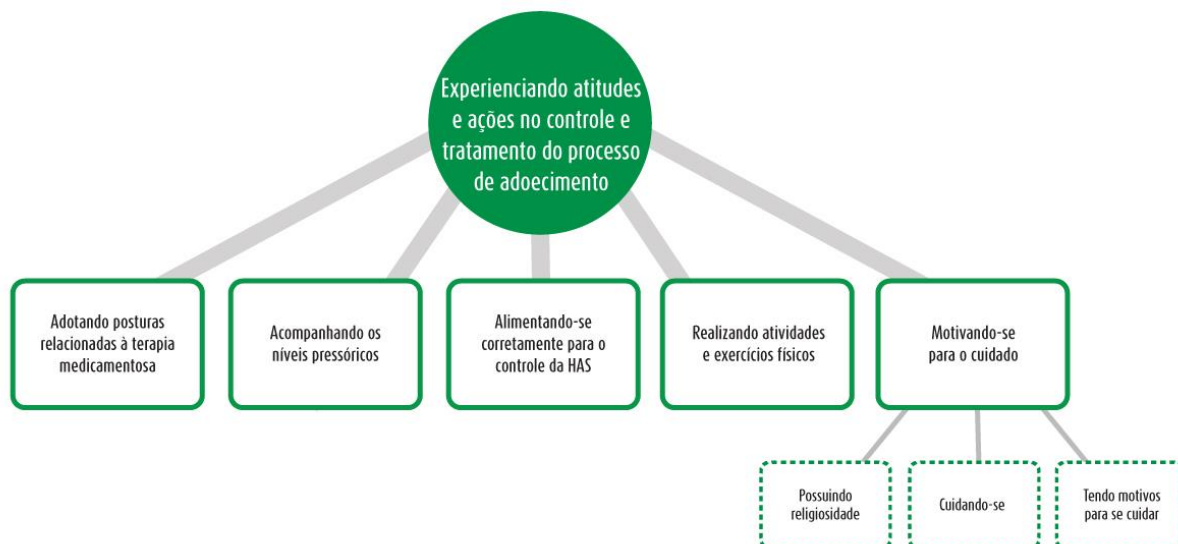 Experienciando atitudes
e ações no controle e
tratamento do processo
de adoecimento
Adotando posturas
relacionadas à terapia
medicamentosa
Acompanhando os
níveis pressóricos
Alimentando-se
corretamente para o
controle da HAS
Realizando atividades
e exercícios físicos
Motivando-se
para o cuidado
Possuindo
religiosidade
Cuidando-se
Tendo motivos
para se cuidar